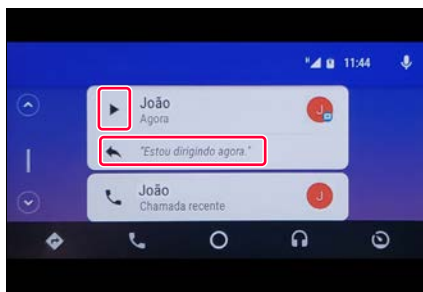 11:44
João
Agora
J
"Estou dirigindo agora."
João
Chamada recente
J